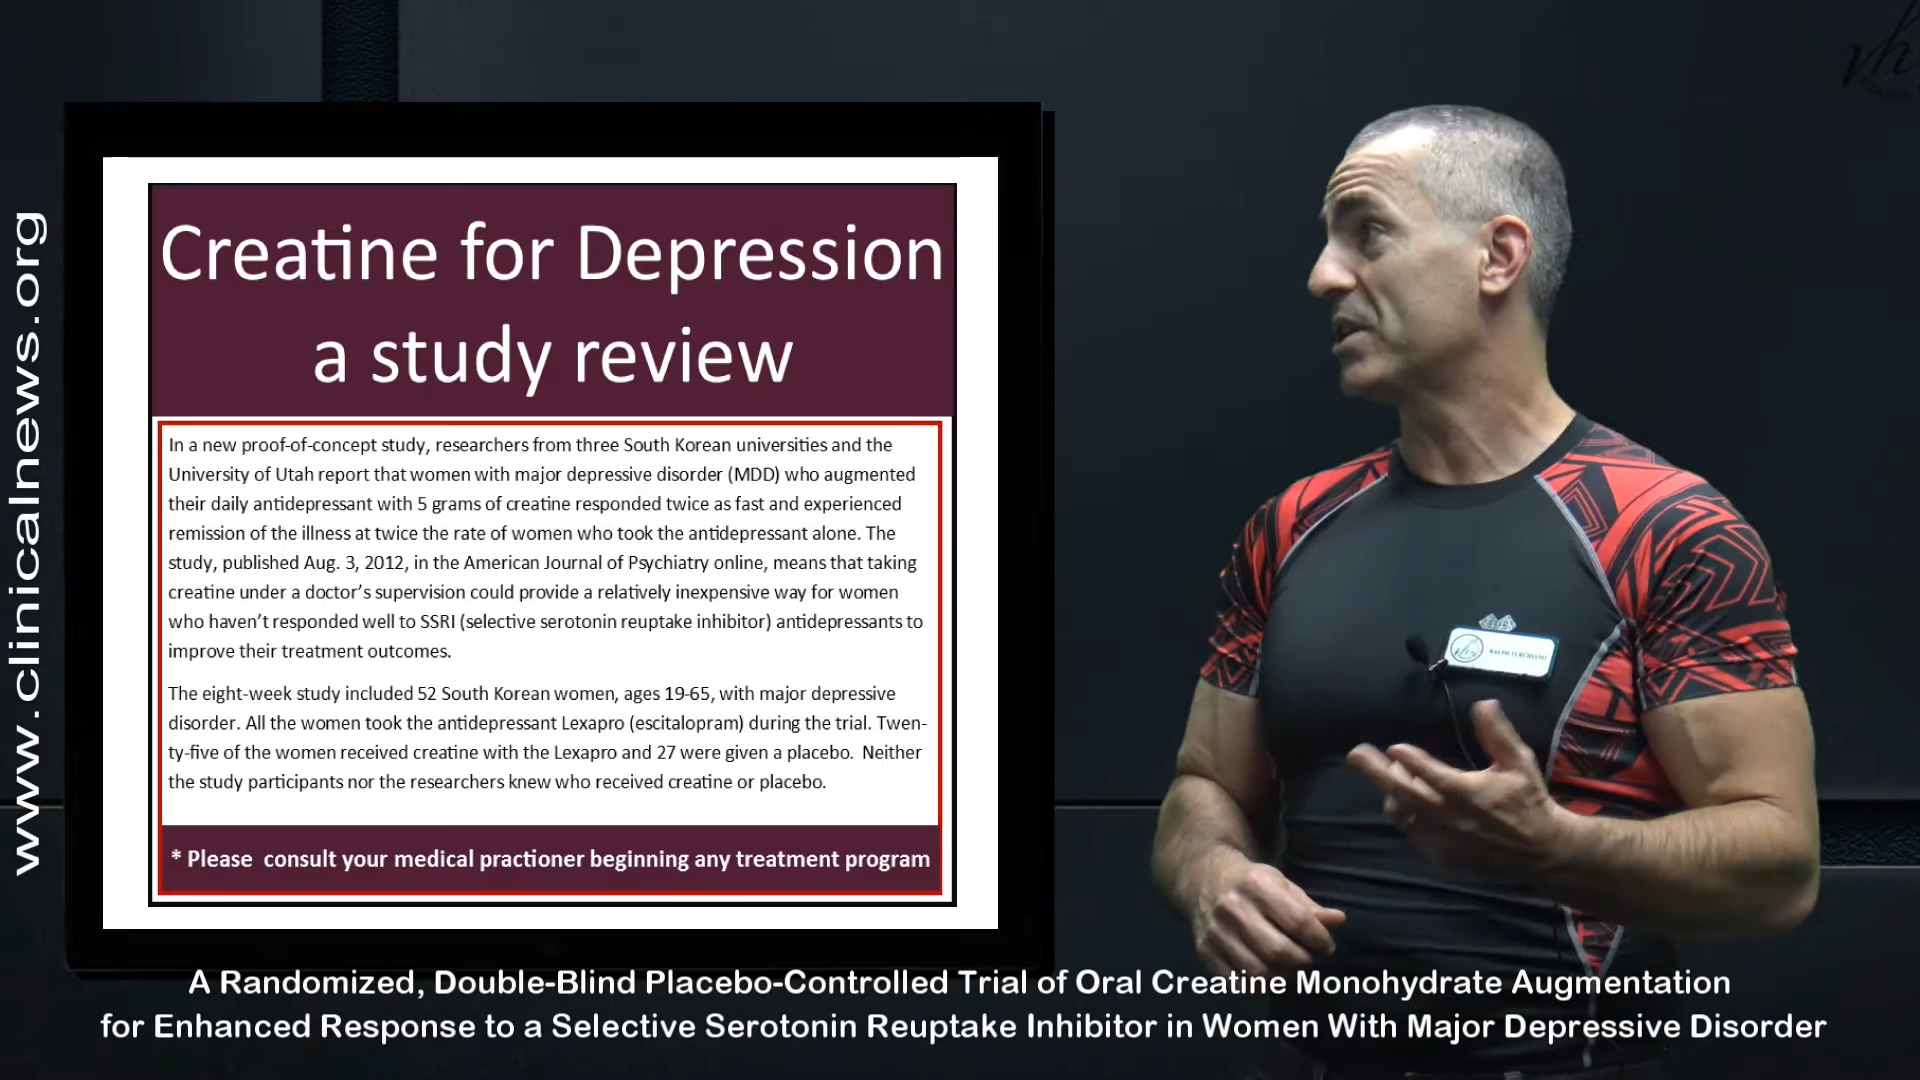 www.clinicalnews.org
Creatine for Depression
a study review
In a new proof-of-concept study, researchers from three South Korean universities and the
University of Utah report that women with major depressive disorder (MDD) who augmented
their daily antidepressant with 5 grams of creatine responded twice as fast and experienced
remission of the illness at twice the rate of women who took the antidepressant alone. The
study, published Aug. 3, 2012, in the American Journal of Psychiatry online, means that taking
creatine under a doctor’s supervision could provide a relatively inexpensive way for women
who haven’t responded well to SSRI (selective serotonin reuptake inhibitor) antidepressants to
improve their treatment outcomes.
The eight-week study included 52 South Korean women, ages 19-65, with major depressive
disorder. All the women took the antidepressant Lexapro (escitalopram) during the trial. Twen-
ty-five of the women received creatine with the Lexapro and 27 were given a placebo.  Neither
the study participants nor the researchers knew who received creatine or placebo.
* Please  consult your medical practioner beginning any treatment program
A Randomized, Double-Blind Placebo-Controlled Trial of Oral Creatine Monohydrate Augmentation
for Enhanced Response to a Selective Serotonin Reuptake Inhibitor in Women With Major Depressive Disorder